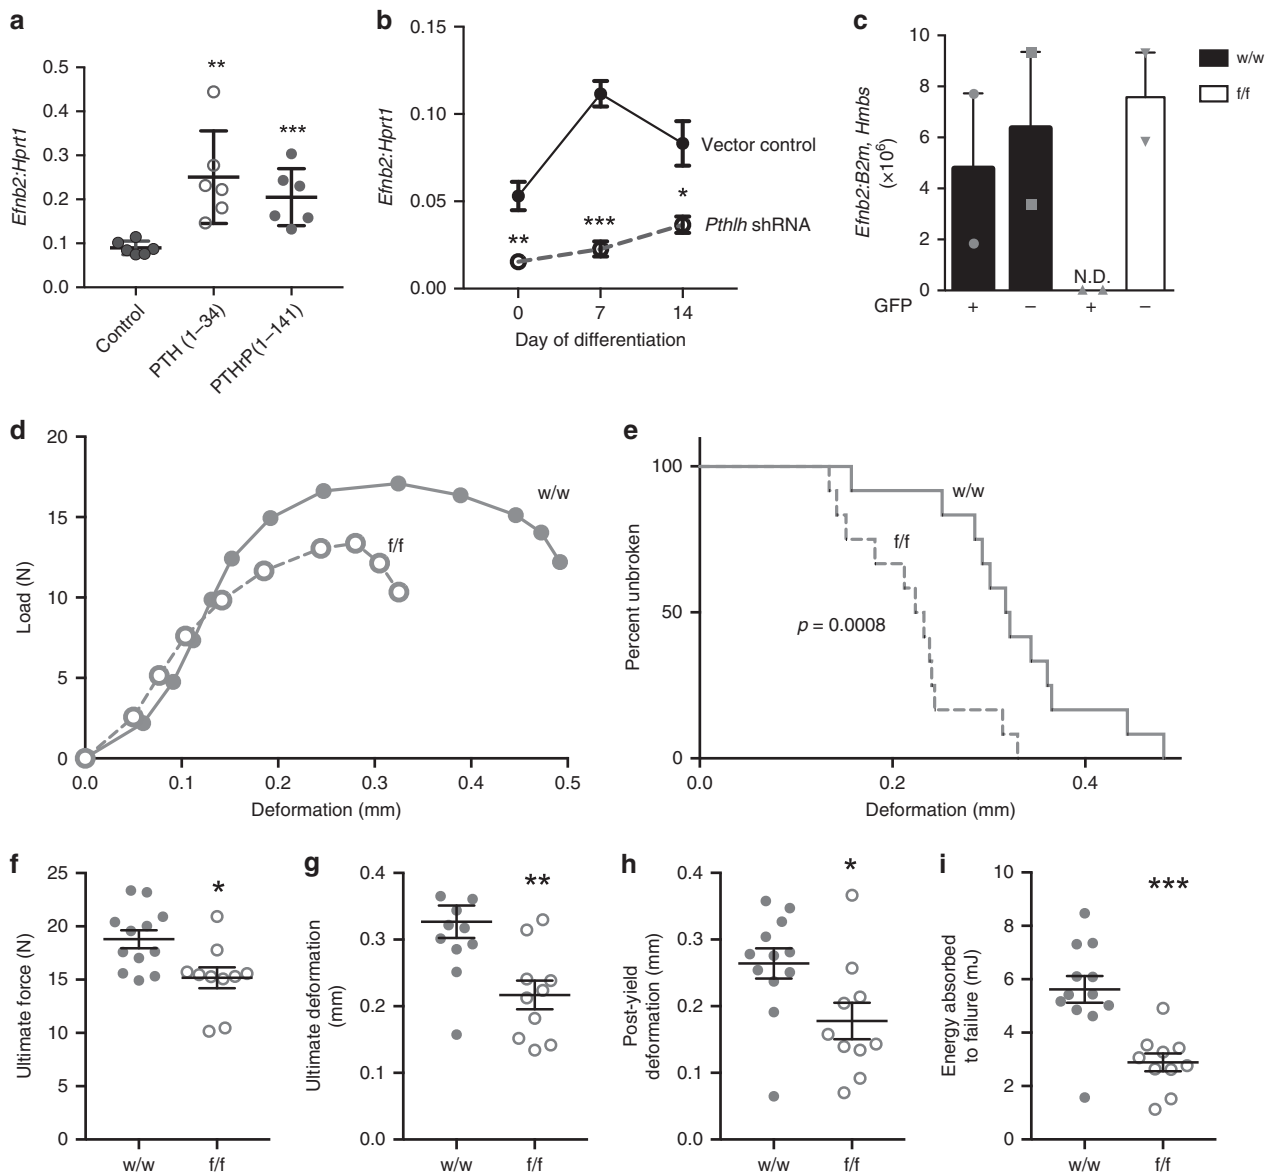 a
Efnb2:Hprt1
0.5
0.4
0.3
0.2
0.1
0.0
**
***
Control
PTH (1–34)
PTHrP(1–141)
b
Efnb2:Hprt1
0.15
0.10
0.05
0.00
Vector control
*
***
**
Pthlh shRNA
0 7 14
Day of differentiation
c
Efnb2:B2m, Hmbs
(×10⁶)
10
8
6
4
2
0
N.D.
GFP + – + –
w/w
f/f
d
Load (N)
20
15
10
5
0
w/w
f/f
0.0 0.1 0.2 0.3 0.4 0.5
Deformation (mm)
e
Percent unbroken
100
50
0
w/w
f/f
p = 0.0008
0.0 0.2 0.4
Deformation (mm)
f
Ultimate force (N)
25
20
15
10
5
0
*
w/w f/f
g
Ultimate deformation
(mm)
0.4
0.3
0.2
0.1
0.0
**
w/w f/f
h
Post-yield
deformation (mm)
0.4
0.3
0.2
0.1
0.0
*
w/w f/f
i
Energy absorbed
to failure (mJ)
10
8
6
4
2
0
***
w/w f/f